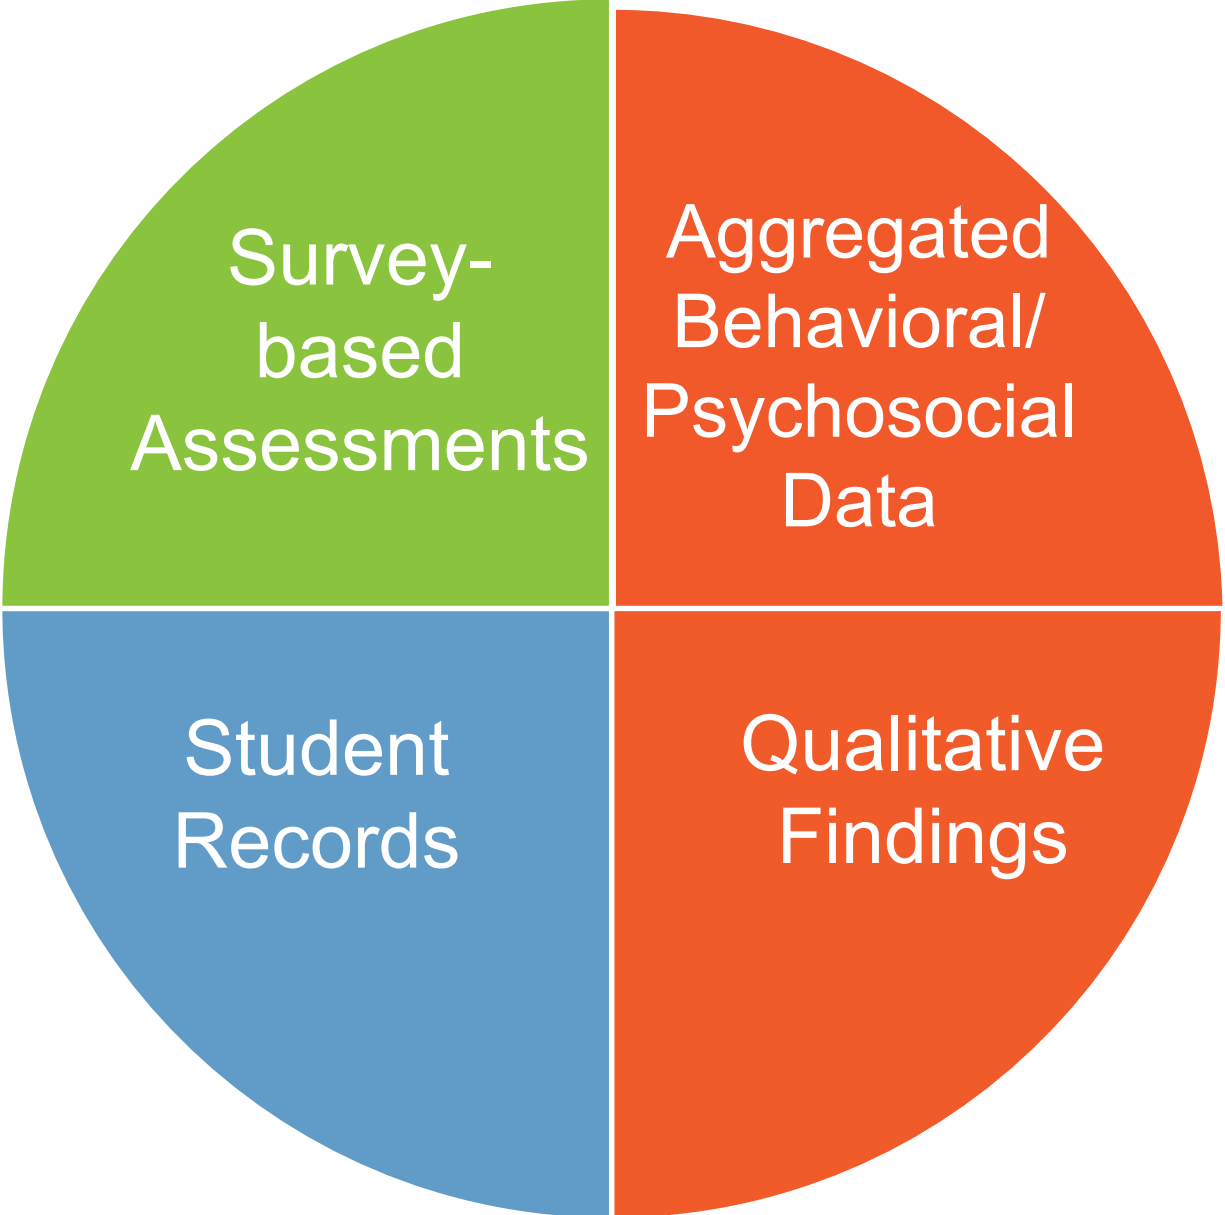 Survey-
based
Assessments
Aggregated
Behavioral/
Psychosocial
Data
Student
Records
Qualitative
Findings